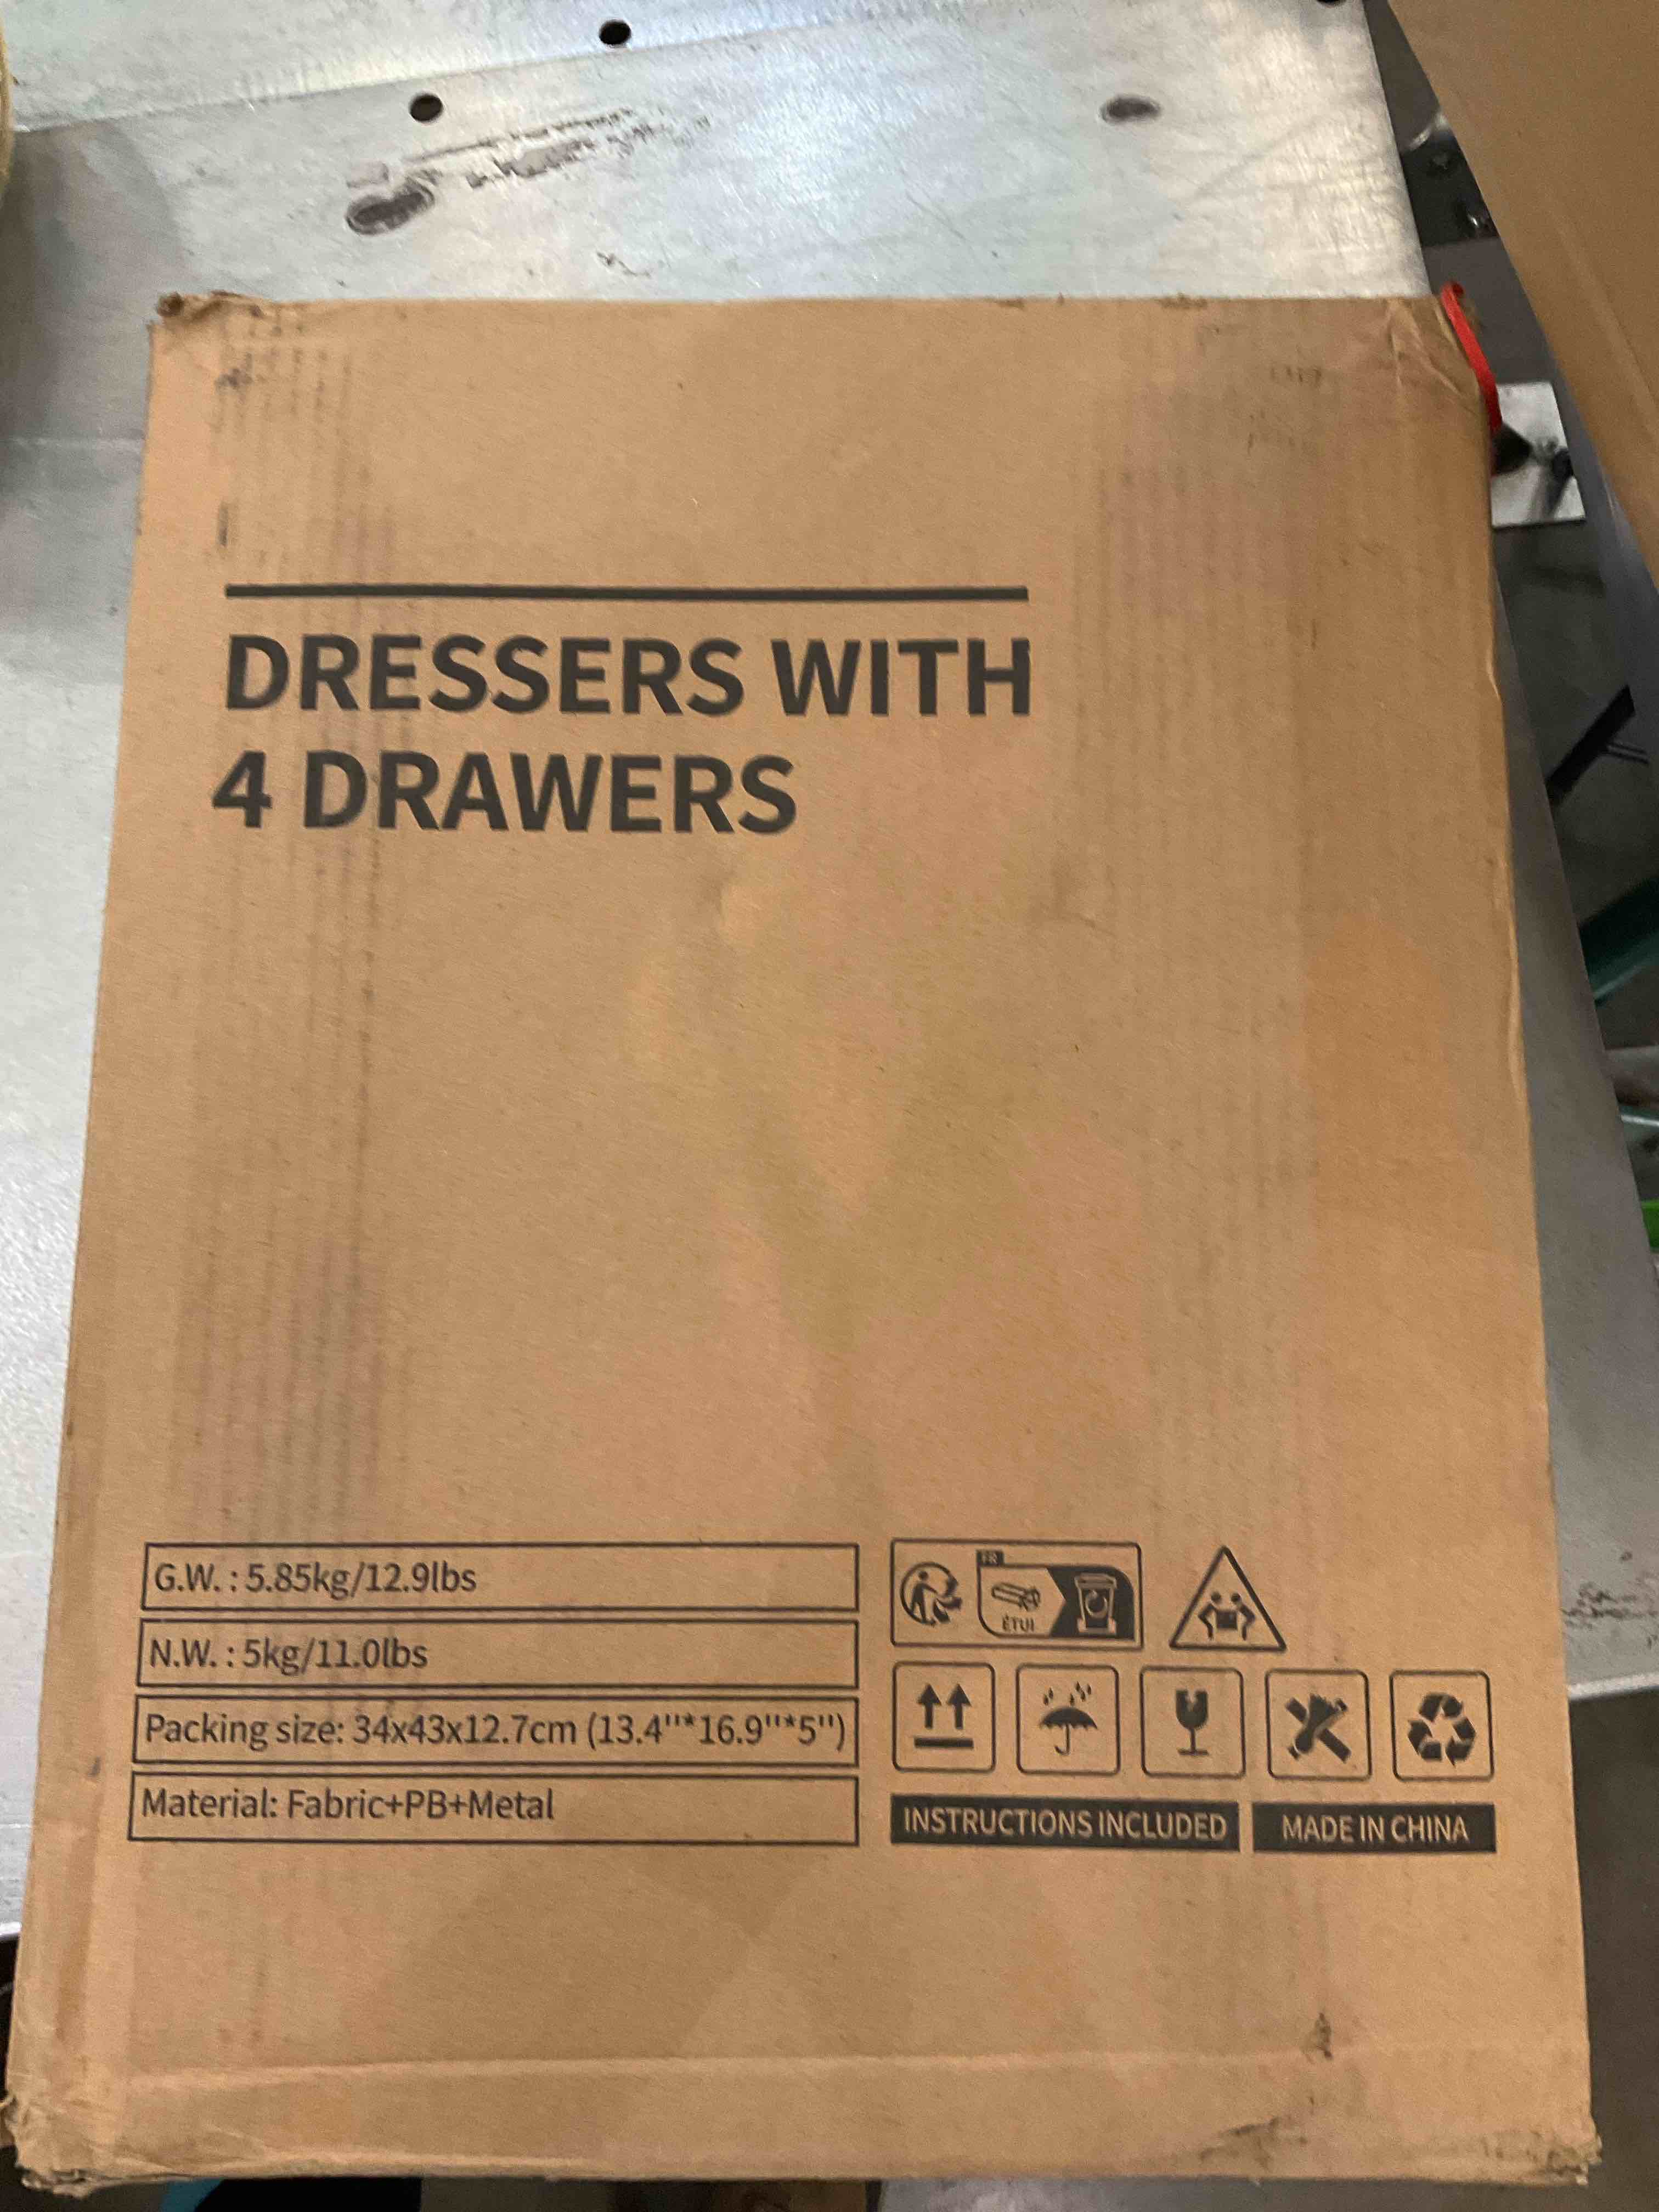 DRESSERS WITH
4 DRAWERS
G.W. : 5.85kg/12.9lbs
N.W. : 5kg/11.0lbs
Packing size: 34x43x12.7cm (13.4''*16.9''*5'')
Material: Fabric+PB+Metal
FR
ÉTUI
INSTRUCTIONS INCLUDED
MADE IN CHINA